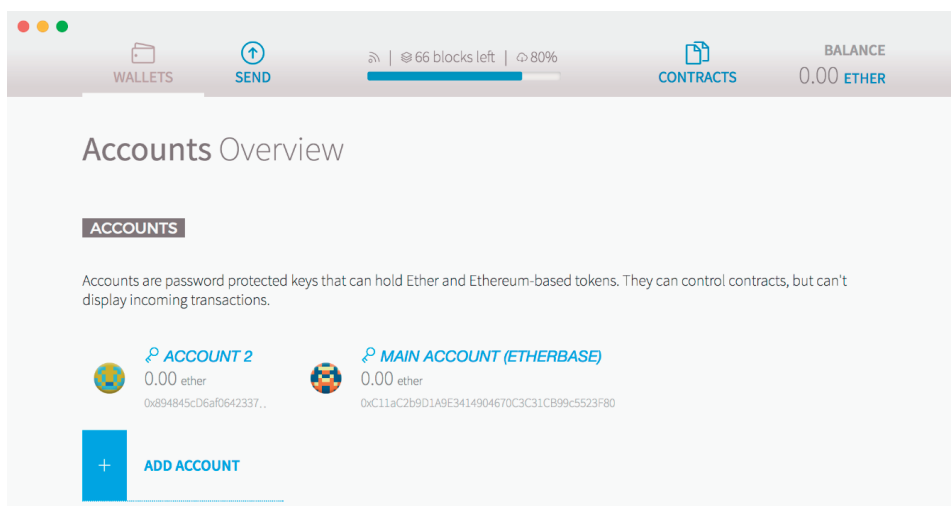 66 blocks left | 80%
WALLETS SEND CONTRACTS
BALANCE
0.00 ETHER
Accounts Overview
ACCOUNTS
Accounts are password protected keys that can hold Ether and Ethereum-based tokens. They can control contracts, but can't
display incoming transactions.
ACCOUNT 2
0.00 ether
0x894845cD6af0642337..
MAIN ACCOUNT (ETHERBASE)
0.00 ether
0xC11aC2b9D1A9E3414904670C3C31CB99c5523F80
+ ADD ACCOUNT